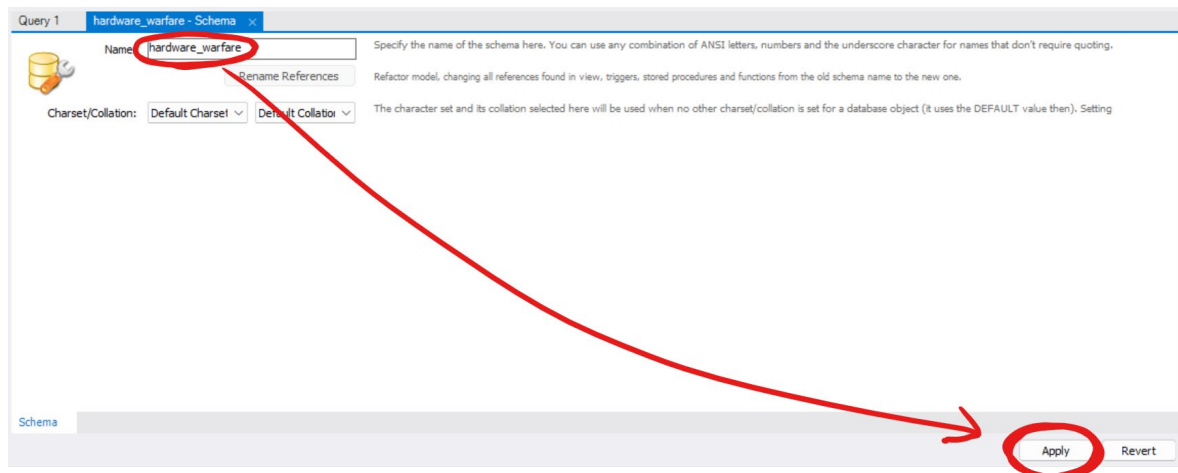 Query 1 hardware_warfare - Schema
Name: hardware_warfare Specify the name of the schema here. You can use any combination of ANSI letters, numbers and the underscore character for names that don't require quoting.
Rename References Refactor model, changing all references found in view, triggers, stored procedures and functions from the old schema name to the new one.
Charset/Collation: Default Charset Default Collation The character set and its collation selected here will be used when no other charset/collation is set for a database object (it uses the DEFAULT value then). Setting
Schema
Apply Revert